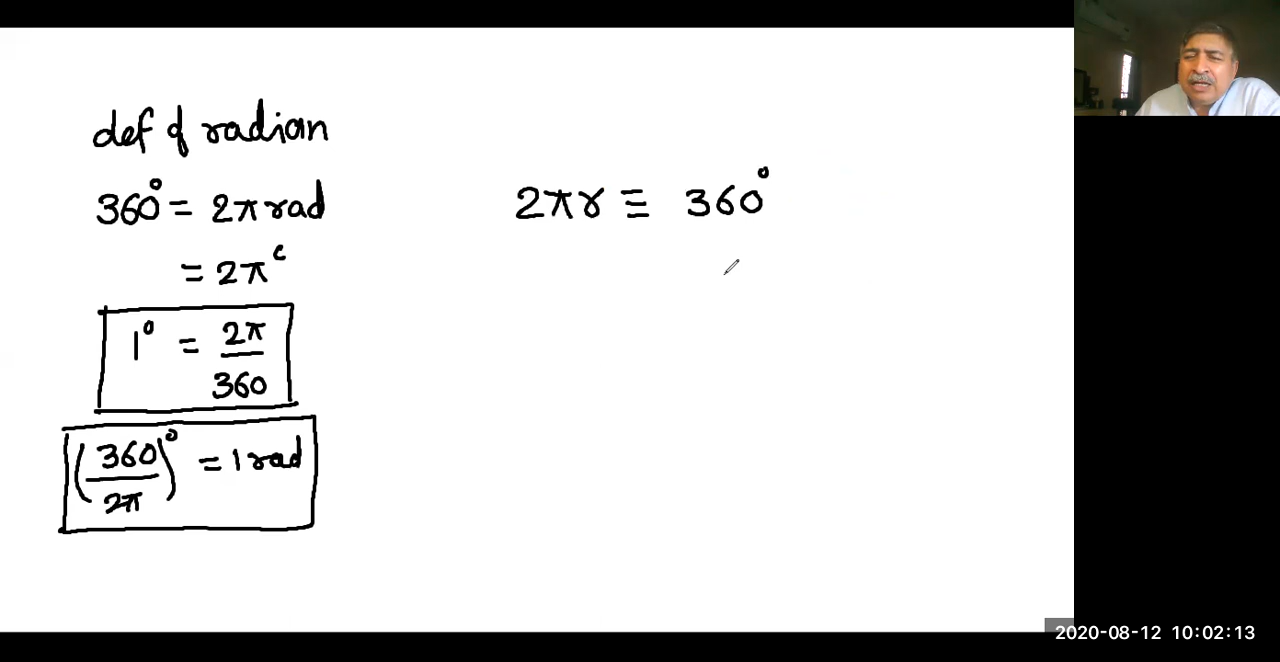 def of radian
360° = 2π rad
= 2π^c
1° = 2π/360
(360/2π)° = 1 rad
2πr ≡ 360°
2020-08-12 10:02:13